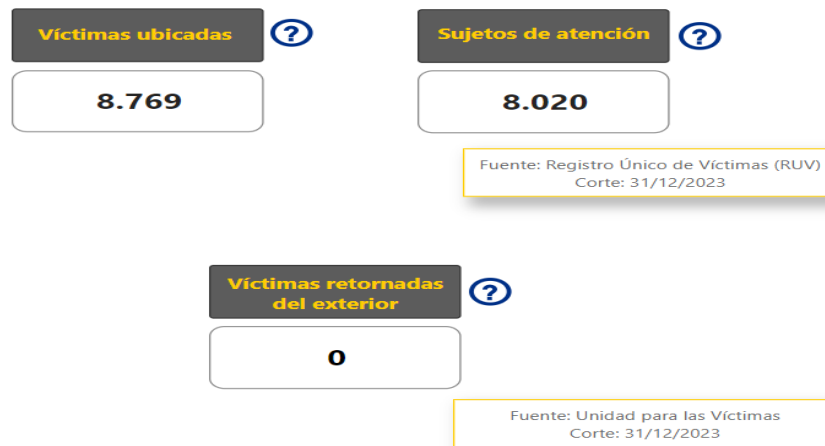 Víctimas ubicadas
?
Sujetos de atención
?
8.769
8.020
Fuente: Registro Único de Víctimas (RUV)
Corte: 31/12/2023
Víctimas retornadas
del exterior
?
0
Fuente: Unidad para las Víctimas
Corte: 31/12/2023